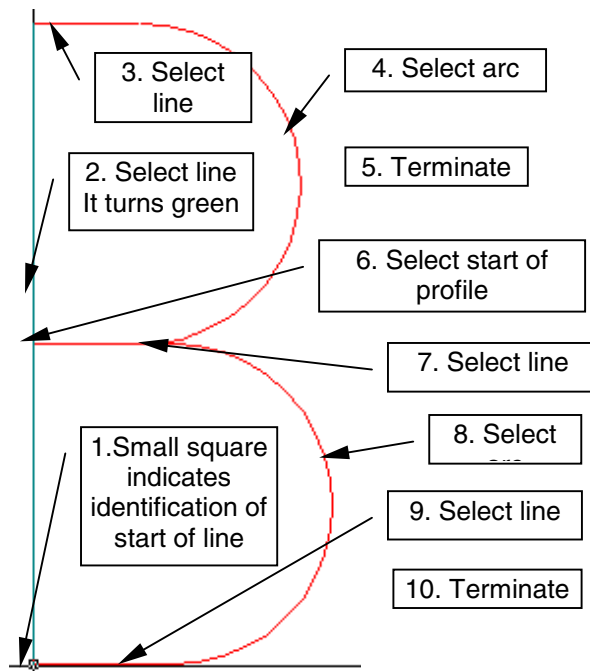 3. Select
line
4. Select arc
5. Terminate
2. Select line
It turns green
6. Select start of
profile
7. Select line
1.Small square
indicates
identification of
start of line
8. Select
9. Select line
10. Terminate